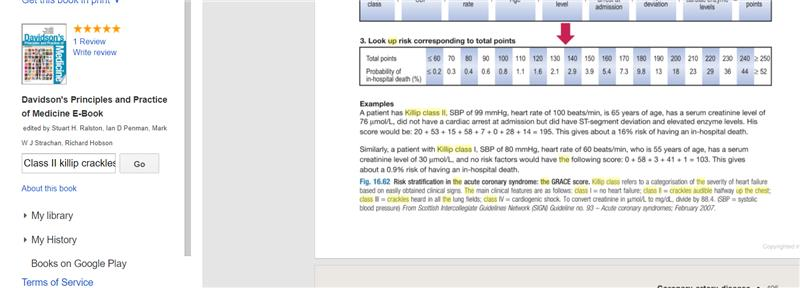 Get this book in print ▼
Davidson's
Principles and Practice of
Medicine
1 Review
Write review
Davidson's Principles and Practice
of Medicine E-Book
edited by Stuart H. Ralston, Ian D Penman, Mark
W J Strachan, Richard Hobson
Class II killip crackles
Go
About this book
My library
My History
Books on Google Play
Terms of Service
class
rate
admission
deviation
levels
points
3. Look up risk corresponding to total points
Total points ≤ 60 70 80 90 100 110 120 130 140 150 160 170 180 190 200 210 220 230 240 ≥ 250
Probability of in-hospital death (%) ≤ 0.2 0.3 0.4 0.6 0.8 1.1 1.6 2.1 2.9 3.9 5.4 7.3 9.8 13 18 23 29 36 44 ≥ 52
Examples
A patient has Killip class II, SBP of 99 mmHg, heart rate of 100 beats/min, is 65 years of age, has a serum creatinine level of
76 µmol/L, did not have a cardiac arrest at admission but did have ST-segment deviation and elevated enzyme levels. His
score would be: 20 + 53 + 15 + 58 + 7 + 0 + 28 + 14 = 195. This gives about a 16% risk of having an in-hospital death.
Similarly, a patient with Killip class I, SBP of 80 mmHg, heart rate of 60 beats/min, who is 55 years of age, has a serum
creatinine level of 30 µmol/L, and no risk factors would have the following score: 0 + 58 + 3 + 41 + 1 = 103. This gives
about a 0.9% risk of having an in-hospital death.
Fig. 16.62 Risk stratification in the acute coronary syndrome: the GRACE score. Killip class refers to a categorisation of the severity of heart failure
based on easily obtained clinical signs. The main clinical features are as follows: class I = no heart failure; class II = crackles audible halfway up the chest;
class III = crackles heard in all the lung fields; class IV = cardiogenic shock. To convert creatinine in µmol/L to mg/dL, divide by 88.4. (SBP = systolic
blood pressure) From Scottish Intercollegiate Guidelines Network (SIGN) Guideline no. 93 – Acute coronary syndromes; February 2007.
Copyrighted